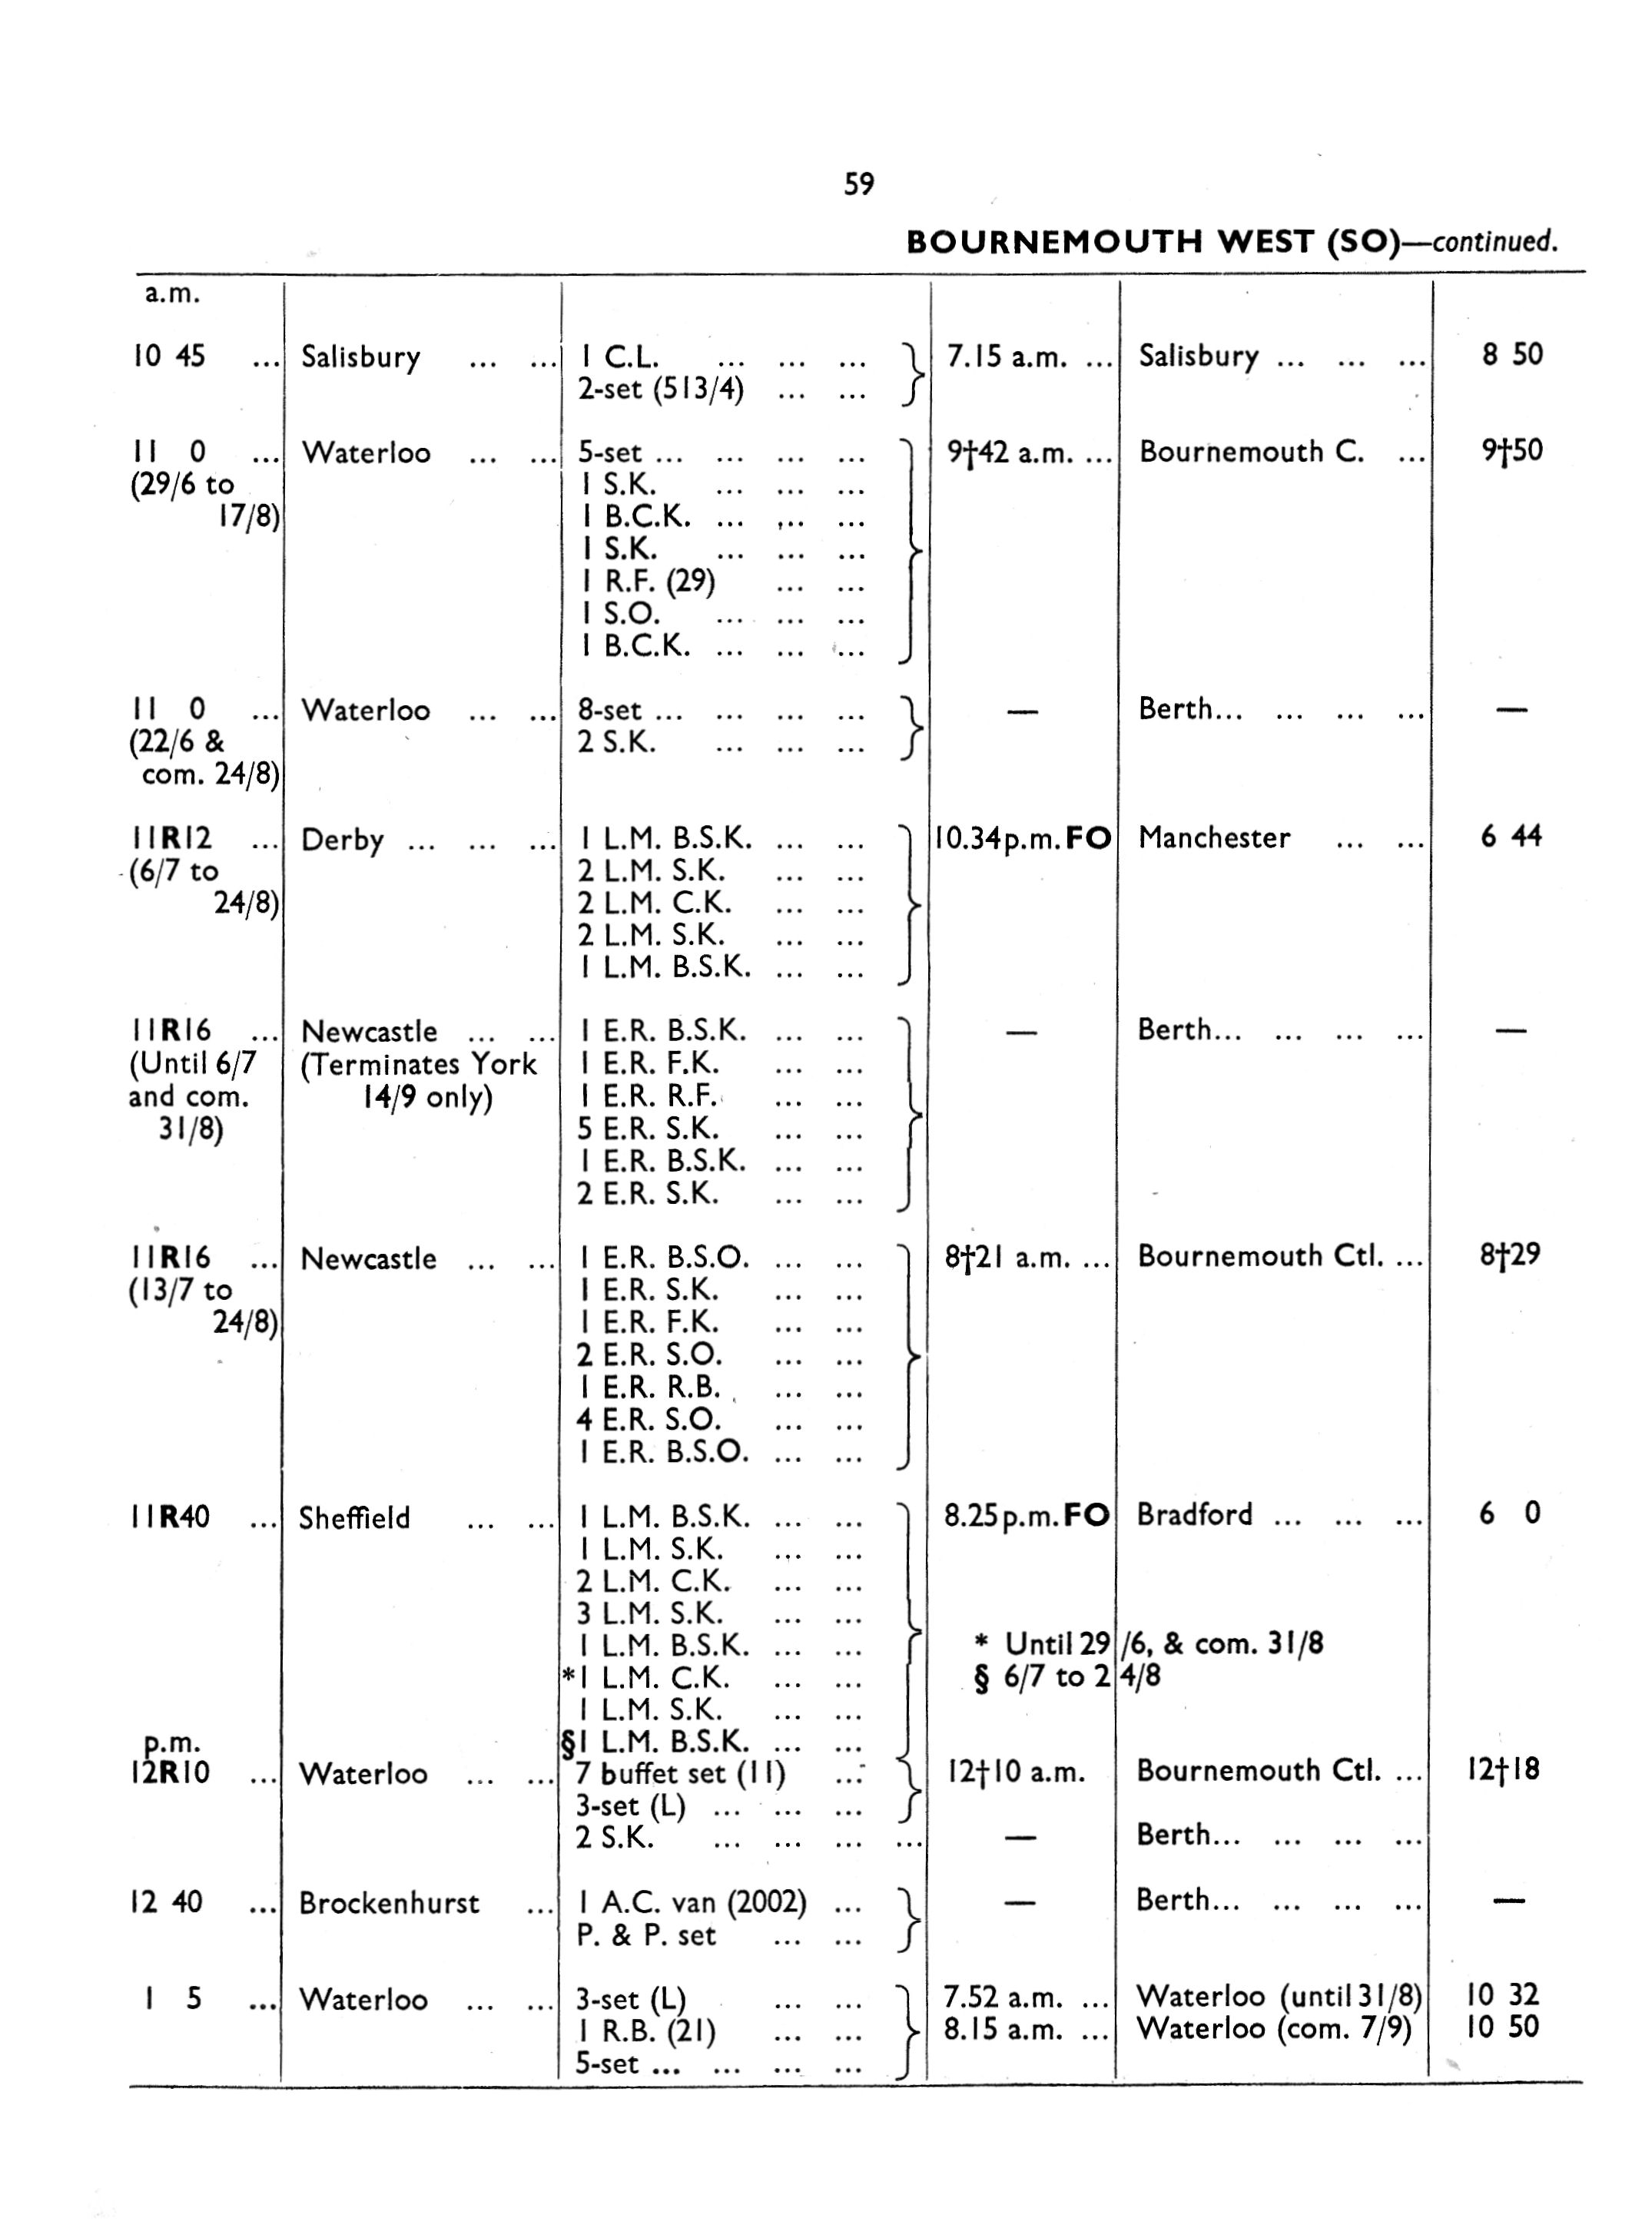 59
BOURNEMOUTH WEST (SO)—continued.
a.m.
10 45 ... Salisbury ... ... 1 C.L. ... ... ... 7.15 a.m. ... Salisbury ... ... ... 8 50
2-set (513/4) ... ...
11 0 ... Waterloo ... ... 5-set ... ... ... ... 9†42 a.m. ... Bournemouth C. ... 9†50
(29/6 to 1 S.K. ... ... ...
17/8) 1 B.C.K. ... ... ...
1 S.K. ... ... ...
1 R.F. (29) ... ...
1 S.O. ... ... ...
1 B.C.K. ... ... ...
11 0 ... Waterloo ... ... 8-set ... ... ... ... — Berth... ... ... ... —
(22/6 & 2 S.K. ... ... ...
com. 24/8)
11R12 ... Derby ... ... ... 1 L.M. B.S.K. ... ... 10.34p.m. FO Manchester ... ... 6 44
(6/7 to 2 L.M. S.K. ... ...
24/8) 2 L.M. C.K. ... ...
2 L.M. S.K. ... ...
1 L.M. B.S.K. ... ...
11R16 ... Newcastle ... ... 1 E.R. B.S.K. ... ... — Berth... ... ... ... —
(Until 6/7 (Terminates York 1 E.R. F.K. ... ...
and com. 14/9 only) 1 E.R. R.F. ... ...
31/8) 5 E.R. S.K. ... ...
1 E.R. B.S.K. ... ...
2 E.R. S.K. ... ...
11R16 ... Newcastle ... ... 1 E.R. B.S.O. ... ... 8†21 a.m. ... Bournemouth Ctl. ... 8†29
(13/7 to 1 E.R. S.K. ... ...
24/8) 1 E.R. F.K. ... ...
2 E.R. S.O. ... ...
1 E.R. R.B. ... ...
4 E.R. S.O. ... ...
1 E.R. B.S.O. ... ...
11R40 ... Sheffield ... ... 1 L.M. B.S.K. ... ... 8.25p.m. FO Bradford ... ... ... 6 0
1 L.M. S.K. ... ...
2 L.M. C.K. ... ...
3 L.M. S.K. ... ...
1 L.M. B.S.K. ... ... * Until 29/6, & com. 31/8
*1 L.M. C.K. ... ... § 6/7 to 24/8
1 L.M. S.K. ... ...
p.m. §1 L.M. B.S.K. ... ...
12R10 ... Waterloo ... ... 7 buffet set (11) ... 12†10 a.m. Bournemouth Ctl. ... 12†18
3-set (L) ... ... ...
2 S.K. ... ... ... ... — Berth... ... ... ...
12 40 ... Brockenhurst ... 1 A.C. van (2002) ... — Berth... ... ... ... —
P. & P. set ... ...
1 5 ... Waterloo ... ... 3-set (L) ... ... 7.52 a.m. ... Waterloo (until 31/8) 10 32
1 R.B. (21) ... ... 8.15 a.m. ... Waterloo (com. 7/9) 10 50
5-set ... ... ... ...